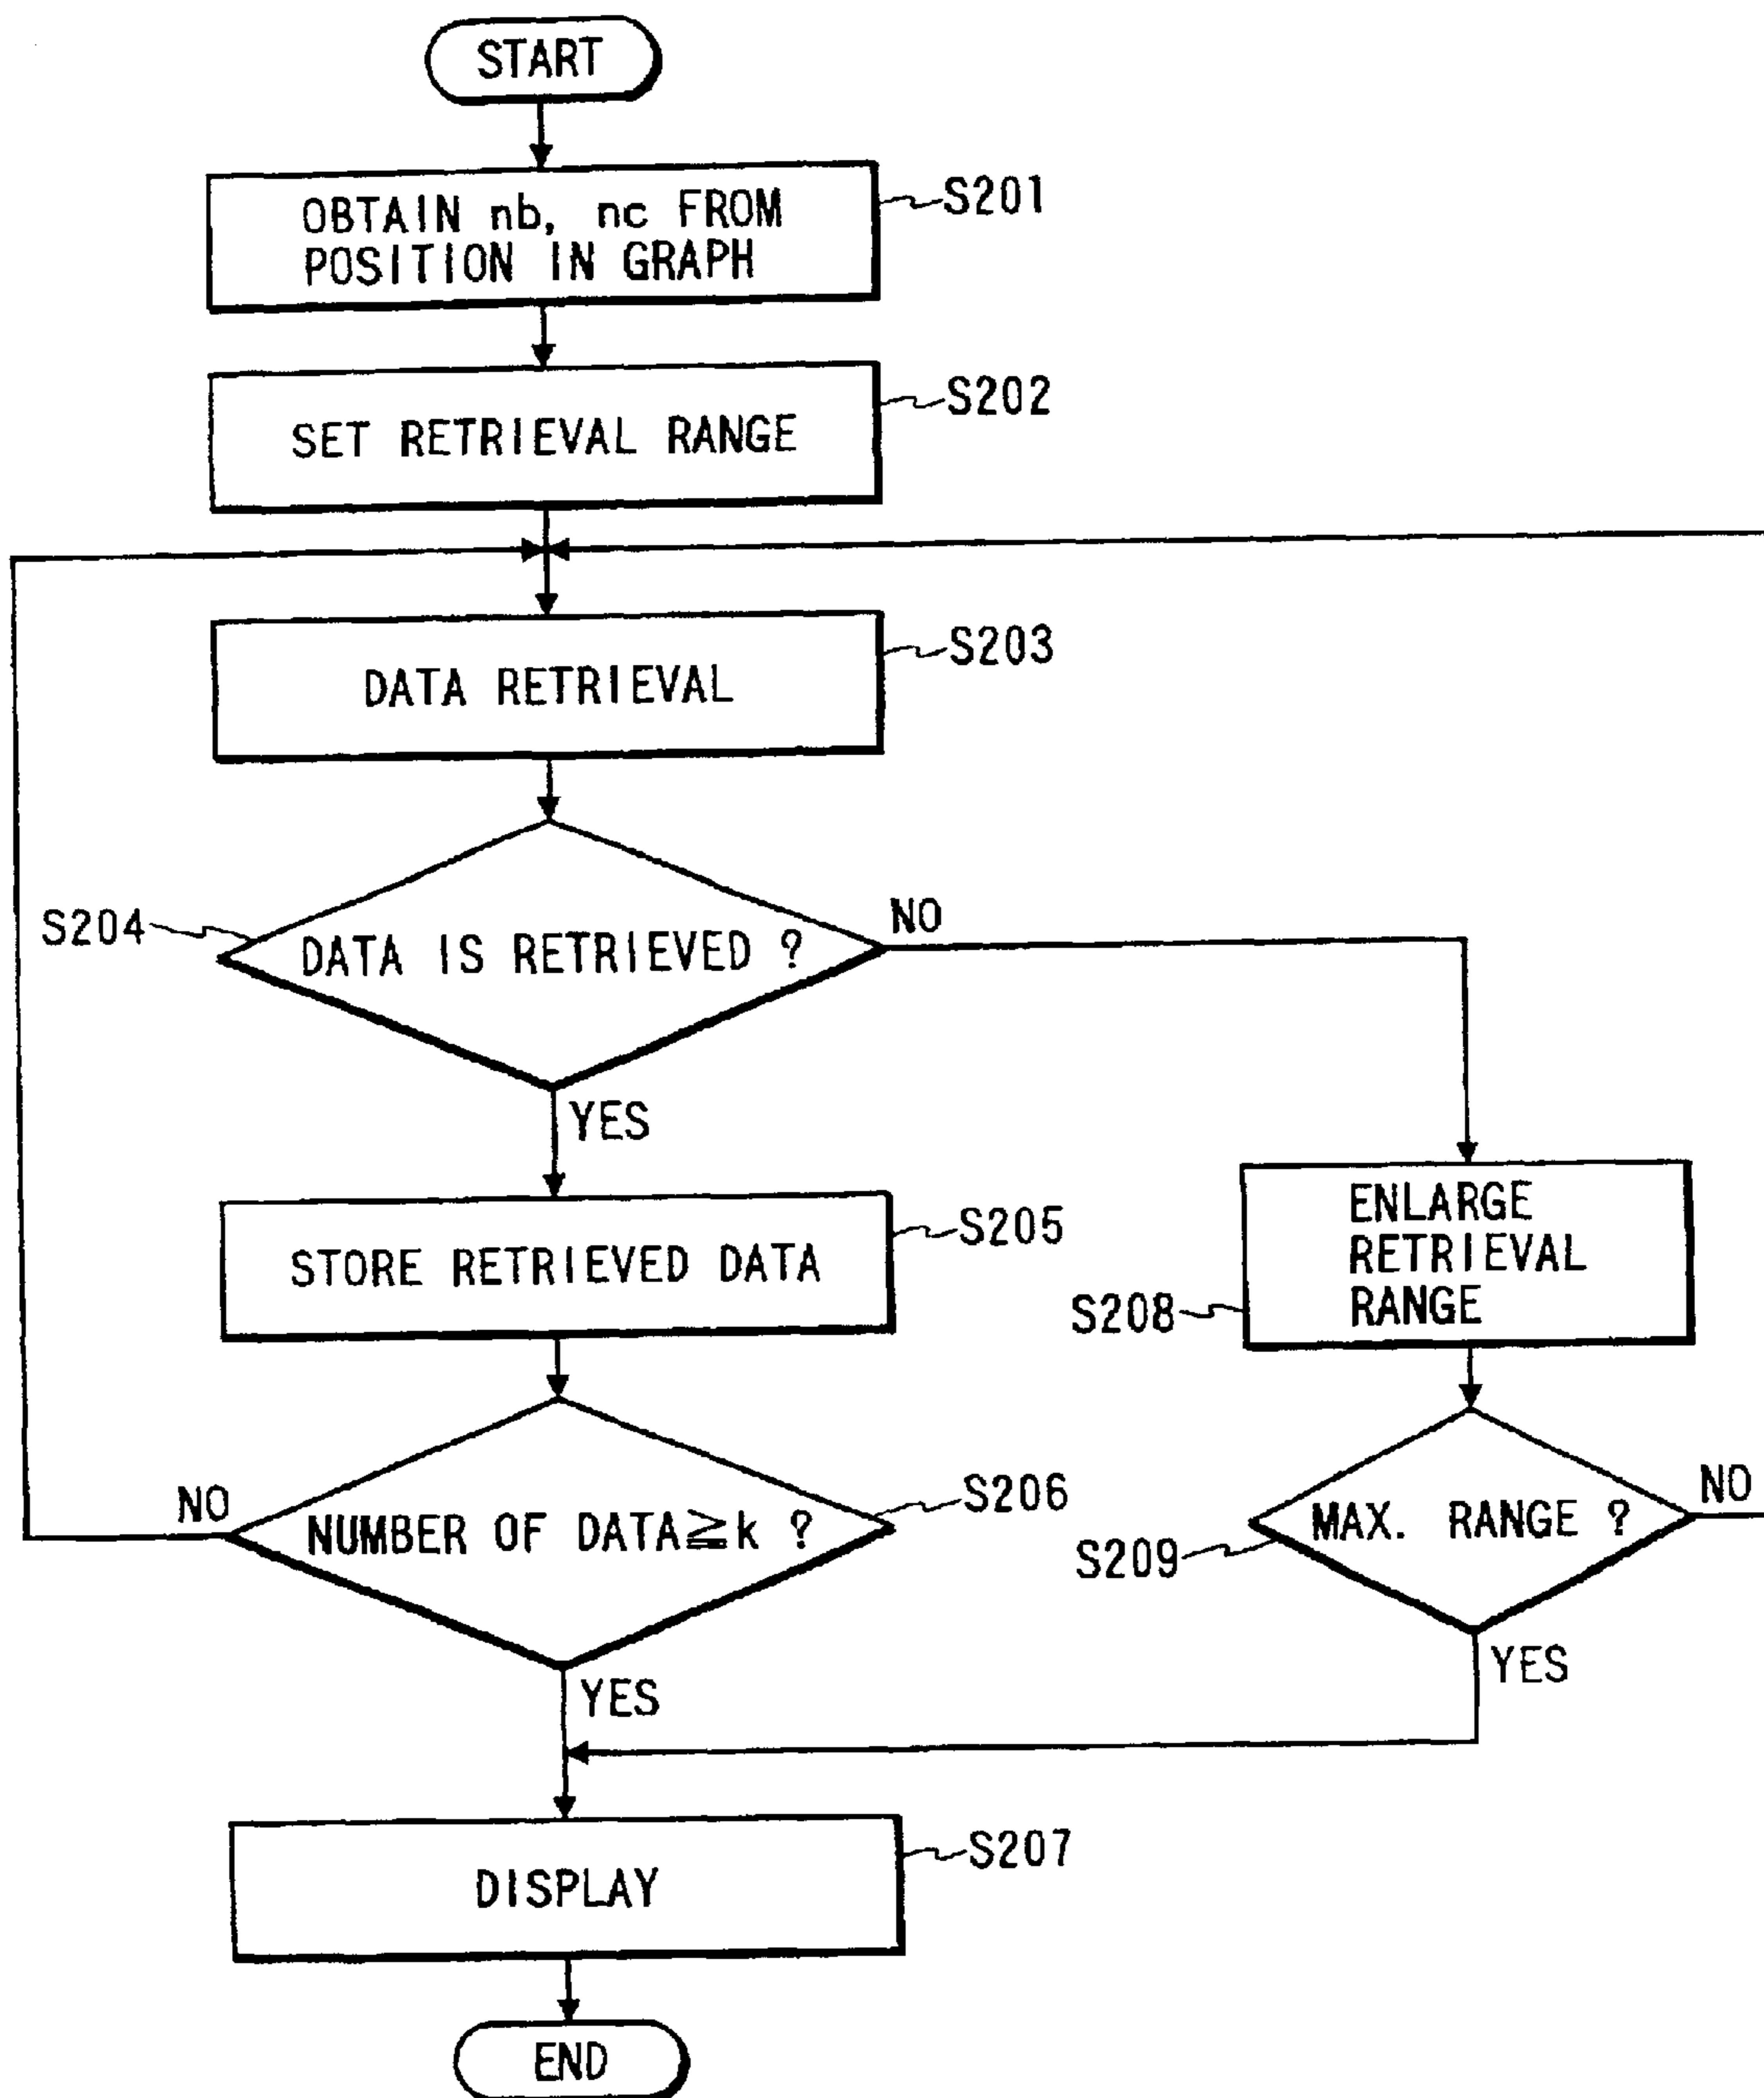 START
OBTAIN nb, nc FROM
POSITION IN GRAPH
S201
SET RETRIEVAL RANGE
S202
DATA RETRIEVAL
S203
S204
DATA IS RETRIEVED ?
NO
YES
STORE RETRIEVED DATA
S205
ENLARGE
RETRIEVAL
RANGE
S208
NO
NUMBER OF DATA≧k ?
S206
YES
MAX. RANGE ?
S209
NO
YES
DISPLAY
S207
END